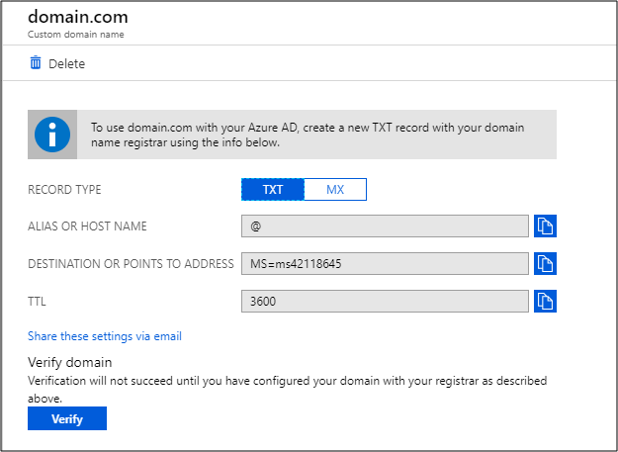 domain.com
Custom domain name
Delete
To use domain.com with your Azure AD, create a new TXT record with your domain
name registrar using the info below.
RECORD TYPE TXT MX
ALIAS OR HOST NAME @
DESTINATION OR POINTS TO ADDRESS MS=ms42118645
TTL 3600
Share these settings via email
Verify domain
Verification will not succeed until you have configured your domain with your registrar as described
above.
Verify